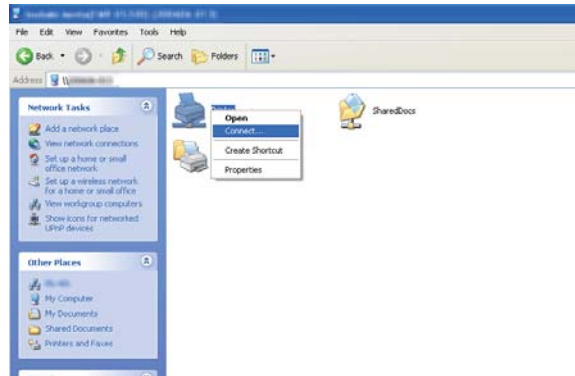 File Edit View Favorites Tools Help
Back Search Folders
Address \\
Network Tasks
Add a network place
View network connections
Set up a home or small
office network
Set up a wireless network
for a home or small office
View workgroup computers
Show icons for networked
UPnP devices
Other Places
My Computer
My Documents
Shared Documents
Printers and Faxes
Open
Connect...
Create Shortcut
Properties
SharedDocs